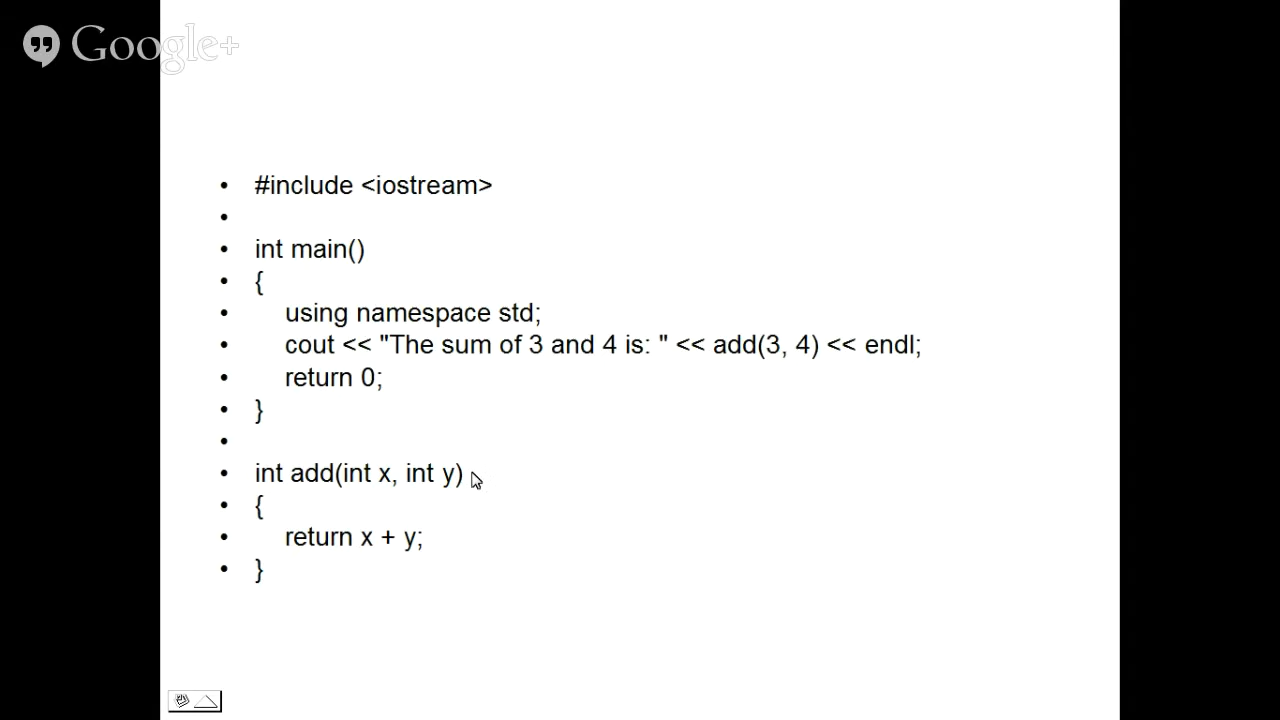 Google+
• #include <iostream>
•
• int main()
• {
• using namespace std;
• cout << "The sum of 3 and 4 is: " << add(3, 4) << endl;
• return 0;
• }
•
• int add(int x, int y)
• {
• return x + y;
• }